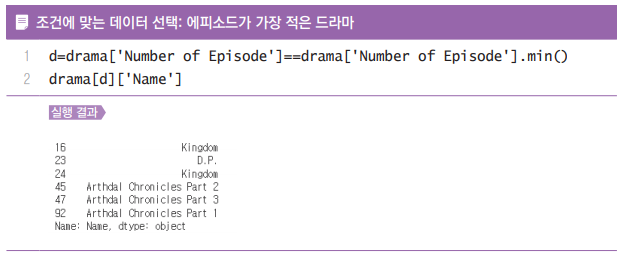 조건에 맞는 데이터 선택: 에피소드가 가장 적은 드라마
1 d=drama['Number of Episode']==drama['Number of Episode'].min()
2 drama[d]['Name']
실행 결과
16 Kingdom
23 D.P.
24 Kingdom
45 Arthdal Chronicles Part 2
47 Arthdal Chronicles Part 3
92 Arthdal Chronicles Part 1
Name: Name, dtype: object